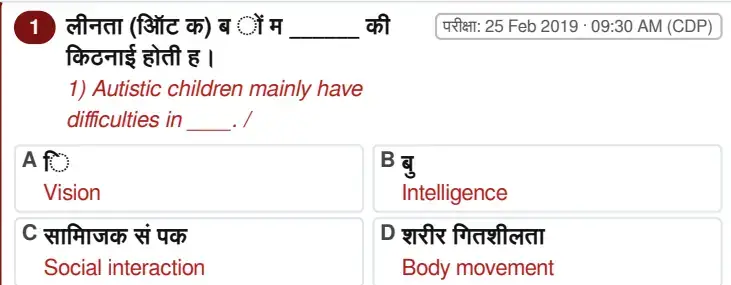 1 लीनता (ऑिट क) ब ों म ______ की
परीक्षा: 25 Feb 2019 · 09:30 AM (CDP)
किठनाई होती ह।
1) Autistic children mainly have
difficulties in ____. /
A ि
Vision
B बु
Intelligence
C सामािजक सं पक
Social interaction
D शरीर गितशीलता
Body movement